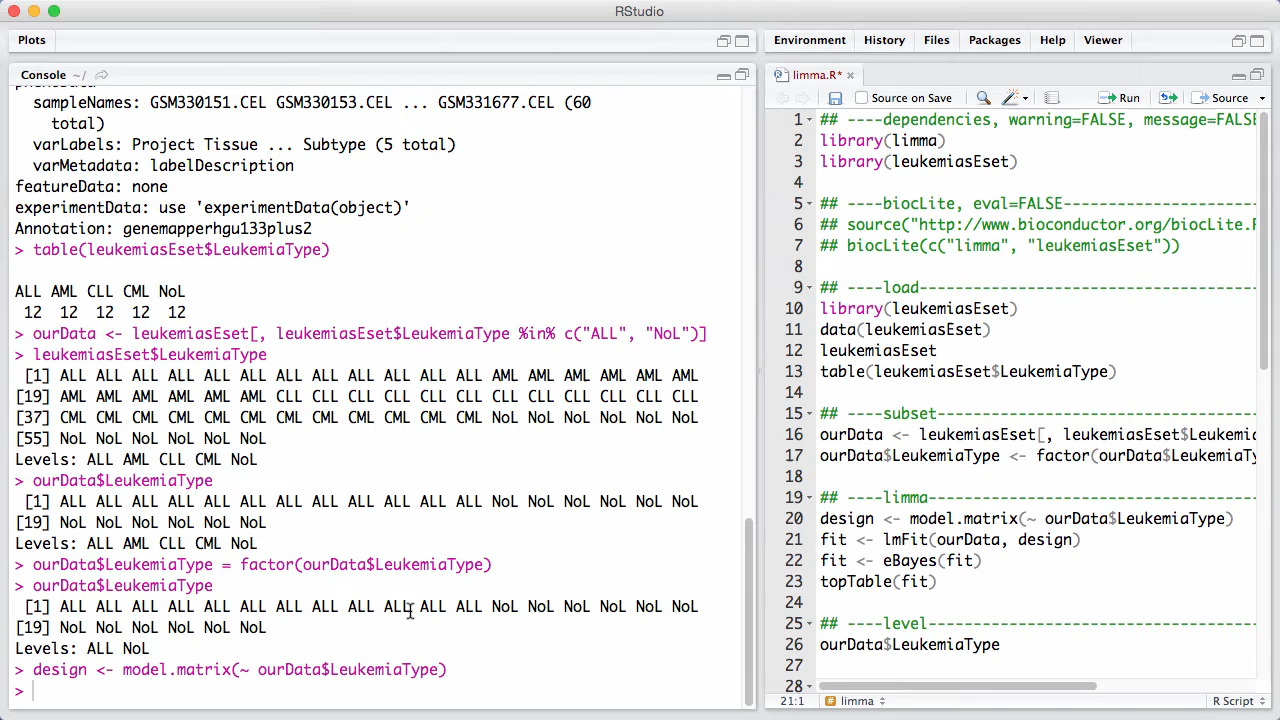 RStudio
Plots
Console ~/
phenoData
sampleNames: GSM330151.CEL GSM330153.CEL ... GSM331677.CEL (60
total)
varLabels: Project Tissue ... Subtype (5 total)
varMetadata: labelDescription
featureData: none
experimentData: use 'experimentData(object)'
Annotation: genemapperhgu133plus2
> table(leukemiasEset$LeukemiaType)
ALL AML CLL CML NoL
12 12 12 12 12
> ourData <- leukemiasEset[, leukemiasEset$LeukemiaType %in% c("ALL", "NoL")]
> leukemiasEset$LeukemiaType
[1] ALL ALL ALL ALL ALL ALL ALL ALL ALL ALL ALL ALL AML AML AML AML AML AML
[19] AML AML AML AML AML AML CLL CLL CLL CLL CLL CLL CLL CLL CLL CLL CLL CLL
[37] CML CML CML CML CML CML CML CML CML CML CML CML NoL NoL NoL NoL NoL NoL
[55] NoL NoL NoL NoL NoL NoL
Levels: ALL AML CLL CML NoL
> ourData$LeukemiaType
[1] ALL ALL ALL ALL ALL ALL ALL ALL ALL ALL ALL ALL NoL NoL NoL NoL NoL NoL
[19] NoL NoL NoL NoL NoL NoL
Levels: ALL AML CLL CML NoL
> ourData$LeukemiaType = factor(ourData$LeukemiaType)
> ourData$LeukemiaType
[1] ALL ALL ALL ALL ALL ALL ALL ALL ALL ALL ALL ALL NoL NoL NoL NoL NoL NoL
[19] NoL NoL NoL NoL NoL NoL
Levels: ALL NoL
> design <- model.matrix(~ ourData$LeukemiaType)
>
Environment History Files Packages Help Viewer
limma.R*
Save on Save Run Source
1 ## ----dependencies, warning=FALSE, message=FALSE
2 library(limma)
3 library(leukemiasEset)
4
5 ## ----biocLite, eval=FALSE------------------------
6 ## source("http://www.bioconductor.org/biocLite.R
7 ## biocLite(c("limma", "leukemiasEset"))
8
9 ## ----load----------------------------------------
10 library(leukemiasEset)
11 data(leukemiasEset)
12 leukemiasEset
13 table(leukemiasEset$LeukemiaType)
14
15 ## ----subset--------------------------------------
16 ourData <- leukemiasEset[, leukemiasEset$Leukemia
17 ourData$LeukemiaType <- factor(ourData$LeukemiaTy
18
19 ## ----limma---------------------------------------
20 design <- model.matrix(~ ourData$LeukemiaType)
21 fit <- lmFit(ourData, design)
22 fit <- eBayes(fit)
23 topTable(fit)
24
25 ## ----level---------------------------------------
26 ourData$LeukemiaType
27
28
21:1 # limma R Script